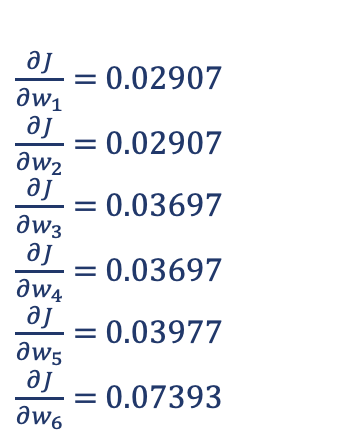 ∂J/∂w₁ = 0.02907
∂J/∂w₂ = 0.02907
∂J/∂w₃ = 0.03697
∂J/∂w₄ = 0.03697
∂J/∂w₅ = 0.03977
∂J/∂w₆ = 0.07393